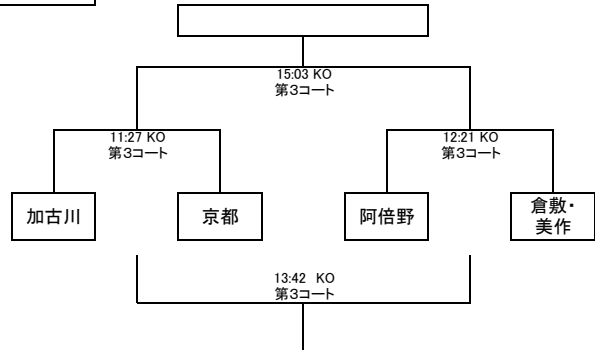 15:03 KO
第3コート
11:27 KO
第3コート
12:21 KO
第3コート
加古川
京都
阿倍野
倉敷・
美作
13:42 KO
第3コート